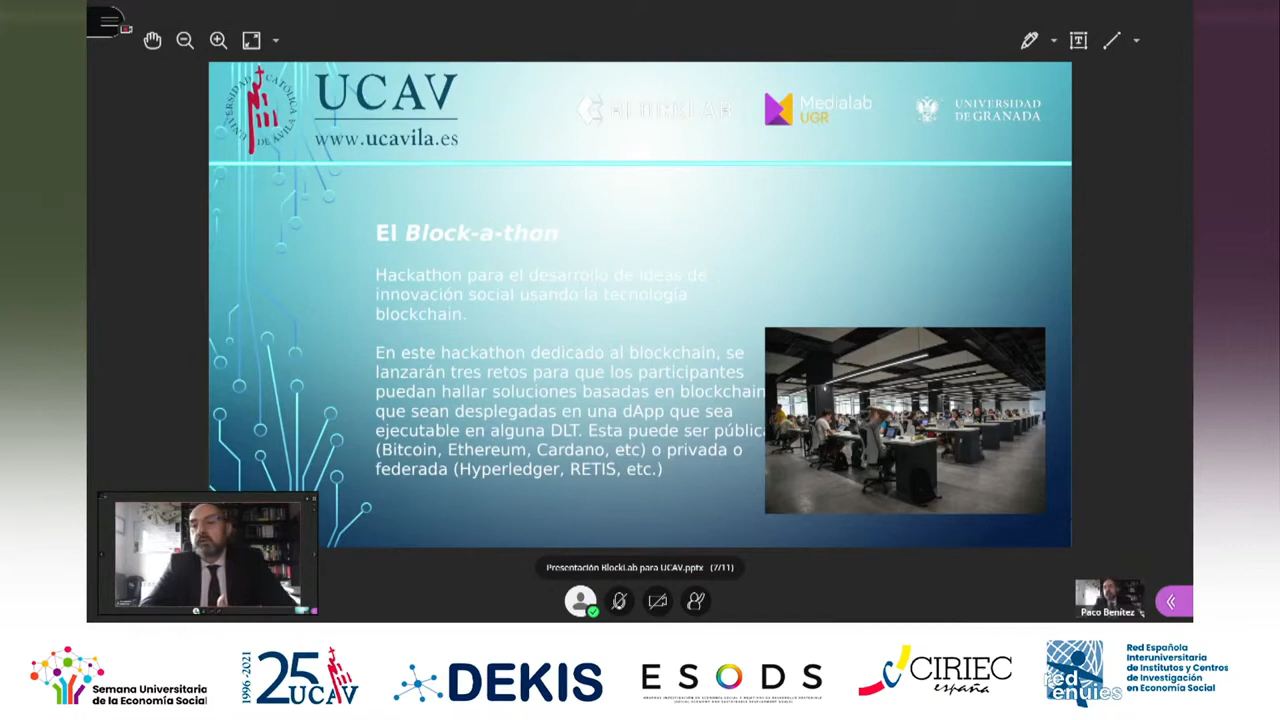 UNIVERSIDAD CATÓLICA DE ÁVILA
UCAV
www.ucavila.es
BLOCKLAB
Medialab
UGR
UNIVERSIDAD
DE GRANADA
El Block-a-thon
Hackathon para el desarrollo de ideas de
innovación social usando la tecnología
blockchain.
En este hackathon dedicado al blockchain, se
lanzarán tres retos para que los participantes
puedan hallar soluciones basadas en blockchain
que sean desplegadas en una dApp que sea
ejecutable en alguna DLT. Esta puede ser pública
(Bitcoin, Ethereum, Cardano, etc) o privada o
federada (Hyperledger, RETIS, etc.)
Presentación BlockLab para UCAV.pptx (7/11)
Paco Benítez
Semana Universitaria
de la Economía Social
1996 - 2021
25
UCAV
DEKIS
ESODS
CIRIEC
españa
red
enuies
Red Española
Interuniversitaria
de Institutos y Centros
de Investigación
en Economía Social